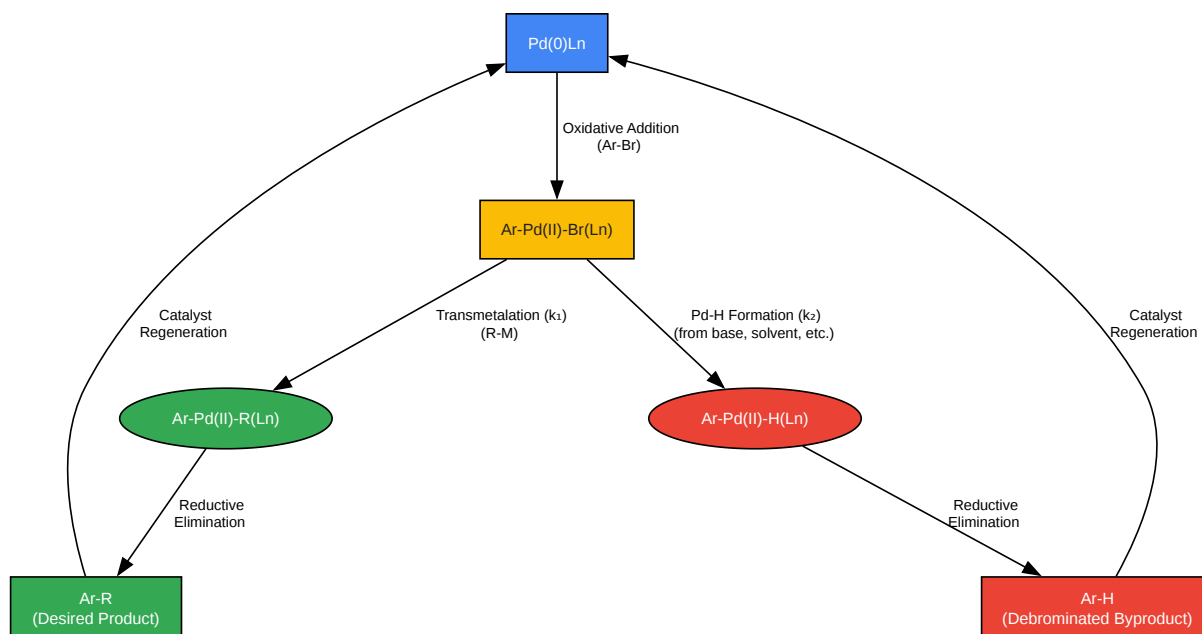 Pd(0)Ln
Oxidative Addition
(Ar-Br)
Ar-Pd(II)-Br(Ln)
Transmetalation (k₁)
(R-M)
Pd-H Formation (k₂)
(from base, solvent, etc.)
Catalyst
Regeneration
Catalyst
Regeneration
Ar-Pd(II)-R(Ln)
Ar-Pd(II)-H(Ln)
Reductive
Elimination
Reductive
Elimination
Ar-R
(Desired Product)
Ar-H
(Debrominated Byproduct)